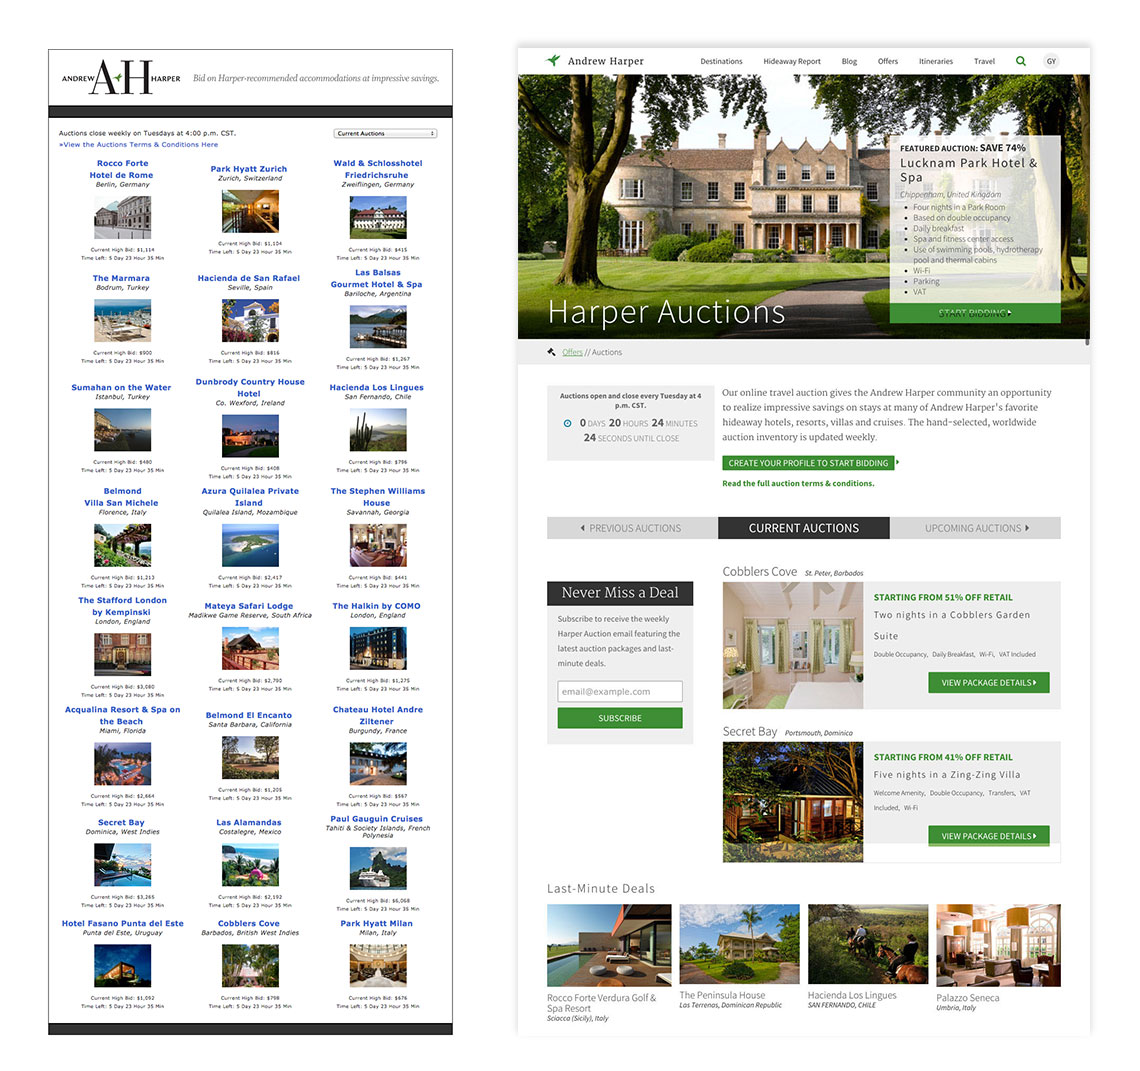 ANDREW AH HARPER
Bid on Harper-recommended accommodations at impressive savings.
Auctions close weekly on Tuesdays at 4:00 p.m. CST.
Current Auctions
»View the Auctions Terms & Conditions Here
Rocco Forte
Hotel de Rome
Berlin, Germany
Current High Bid: $1,114
Time Left: 5 Day 23 Hour 35 Min
Park Hyatt Zurich
Zurich, Switzerland
Current High Bid: $1,104
Time Left: 5 Day 23 Hour 35 Min
Wald & Schlosshotel
Friedrichsruhe
Zweiflingen, Germany
Current High Bid: $415
Time Left: 5 Day 23 Hour 35 Min
The Marmara
Bodrum, Turkey
Current High Bid: $500
Time Left: 5 Day 23 Hour 35 Min
Hacienda de San Rafael
Seville, Spain
Current High Bid: $816
Time Left: 5 Day 23 Hour 35 Min
Las Balsas
Gourmet Hotel & Spa
Bariloche, Argentina
Current High Bid: $1,267
Time Left: 5 Day 23 Hour 35 Min
Sumahan on the Water
Istanbul, Turkey
Current High Bid: $480
Time Left: 5 Day 23 Hour 35 Min
Dunbrody Country House
Hotel
Co. Wexford, Ireland
Current High Bid: $408
Time Left: 5 Day 23 Hour 35 Min
Hacienda Los Lingues
San Fernando, Chile
Current High Bid: $796
Time Left: 5 Day 23 Hour 35 Min
Belmond
Villa San Michele
Florence, Italy
Current High Bid: $1,213
Time Left: 5 Day 23 Hour 35 Min
Azura Quilalea Private
Island
Quilalea Island, Mozambique
Current High Bid: $2,417
Time Left: 5 Day 23 Hour 35 Min
The Stephen Williams
House
Savannah, Georgia
Current High Bid: $441
Time Left: 5 Day 23 Hour 35 Min
The Stafford London
by Kempinski
London, England
Current High Bid: $3,080
Time Left: 5 Day 23 Hour 35 Min
Mateya Safari Lodge
Madikwe Game Reserve, South Africa
Current High Bid: $2,790
Time Left: 5 Day 23 Hour 35 Min
The Halkin by COMO
London, England
Current High Bid: $1,275
Time Left: 5 Day 23 Hour 35 Min
Acqualina Resort & Spa on
the Beach
Miami, Florida
Current High Bid: $2,664
Time Left: 5 Day 23 Hour 35 Min
Belmond El Encanto
Santa Barbara, California
Current High Bid: $1,205
Time Left: 5 Day 23 Hour 35 Min
Chateau Hotel Andre
Ziltener
Burgundy, France
Current High Bid: $587
Time Left: 5 Day 23 Hour 35 Min
Secret Bay
Dominica, West Indies
Current High Bid: $3,265
Time Left: 5 Day 23 Hour 35 Min
Las Alamandas
Costalegre, Mexico
Current High Bid: $2,192
Time Left: 5 Day 23 Hour 35 Min
Paul Gauguin Cruises
Tahiti & Society Islands, French
Polynesia
Current High Bid: $6,068
Time Left: 5 Day 23 Hour 35 Min
Hotel Fasano Punta del Este
Punta del Este, Uruguay
Current High Bid: $1,092
Time Left: 5 Day 23 Hour 35 Min
Cobblers Cove
Barbados, British West Indies
Current High Bid: $798
Time Left: 5 Day 23 Hour 35 Min
Park Hyatt Milan
Milan, Italy
Current High Bid: $676
Time Left: 5 Day 23 Hour 35 Min
Andrew Harper
Destinations Hideaway Report Blog Offers Itineraries Travel GY
FEATURED AUCTION: SAVE 74%
Lucknam Park Hotel &
Spa
Chippenham, United Kingdom
• Four nights in a Park Room
• Based on double occupancy
• Daily breakfast
• Spa and fitness center access
• Use of swimming pools, hydrotherapy
pool and thermal cabins
• Wi-Fi
• Parking
• VAT
START BIDDING
Harper Auctions
Offers // Auctions
Auctions open and close every Tuesday at 4
p.m. CST.
0 DAYS 20 HOURS 24 MINUTES
24 SECONDS UNTIL CLOSE
Our online travel auction gives the Andrew Harper community an opportunity
to realize impressive savings on stays at many of Andrew Harper's favorite
hideaway hotels, resorts, villas and cruises. The hand-selected, worldwide
auction inventory is updated weekly.
CREATE YOUR PROFILE TO START BIDDING
Read the full auction terms & conditions.
PREVIOUS AUCTIONS
CURRENT AUCTIONS
UPCOMING AUCTIONS
Never Miss a Deal
Subscribe to receive the weekly
Harper Auction email featuring the
latest auction packages and last-
minute deals.
email@example.com
SUBSCRIBE
Cobblers Cove St. Peter, Barbados
STARTING FROM 51% OFF RETAIL
Two nights in a Cobblers Garden
Suite
Double Occupancy, Daily Breakfast, Wi-Fi, VAT Included
VIEW PACKAGE DETAILS
Secret Bay Portsmouth, Dominica
STARTING FROM 41% OFF RETAIL
Five nights in a Zing-Zing Villa
Welcome Amenity, Double Occupancy, Transfers, VAT
Included, Wi-Fi
VIEW PACKAGE DETAILS
Last-Minute Deals
Rocco Forte Verdura Golf &
Spa Resort
Sciacca (Sicily), Italy
The Peninsula House
Las Terrenas, Dominican Republic
Hacienda Los Lingues
SAN FERNANDO, CHILE
Palazzo Seneca
Umbria, Italy